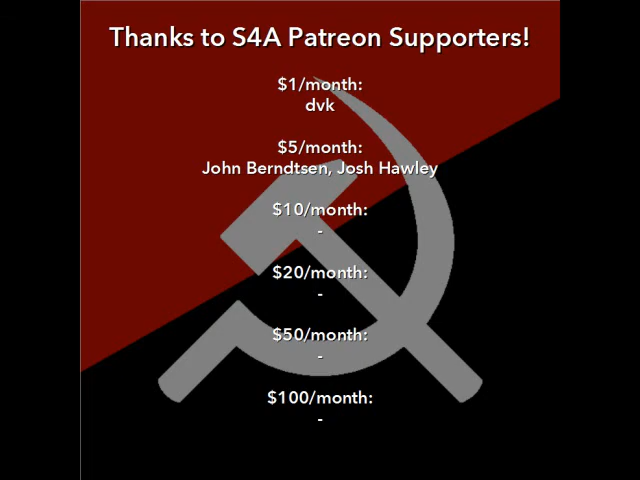 Thanks to S4A Patreon Supporters!
$1/month:
dvk
$5/month:
John Berndtsen, Josh Hawley
$10/month:
-
$20/month:
-
$50/month:
-
$100/month:
-